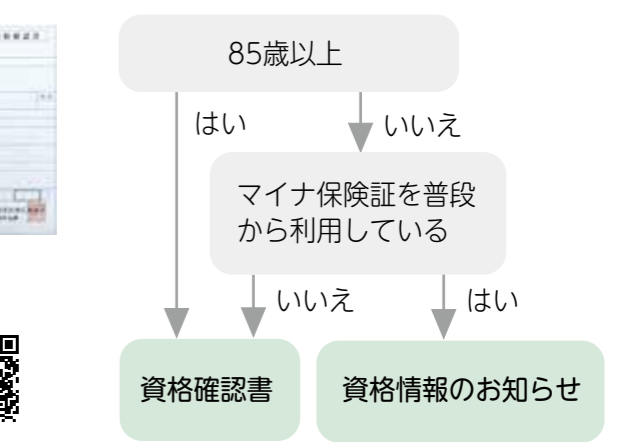 85歳以上
はい
いいえ
マイナ保険証を普段
から利用している
いいえ
はい
資格確認書
資格情報のお知らせ